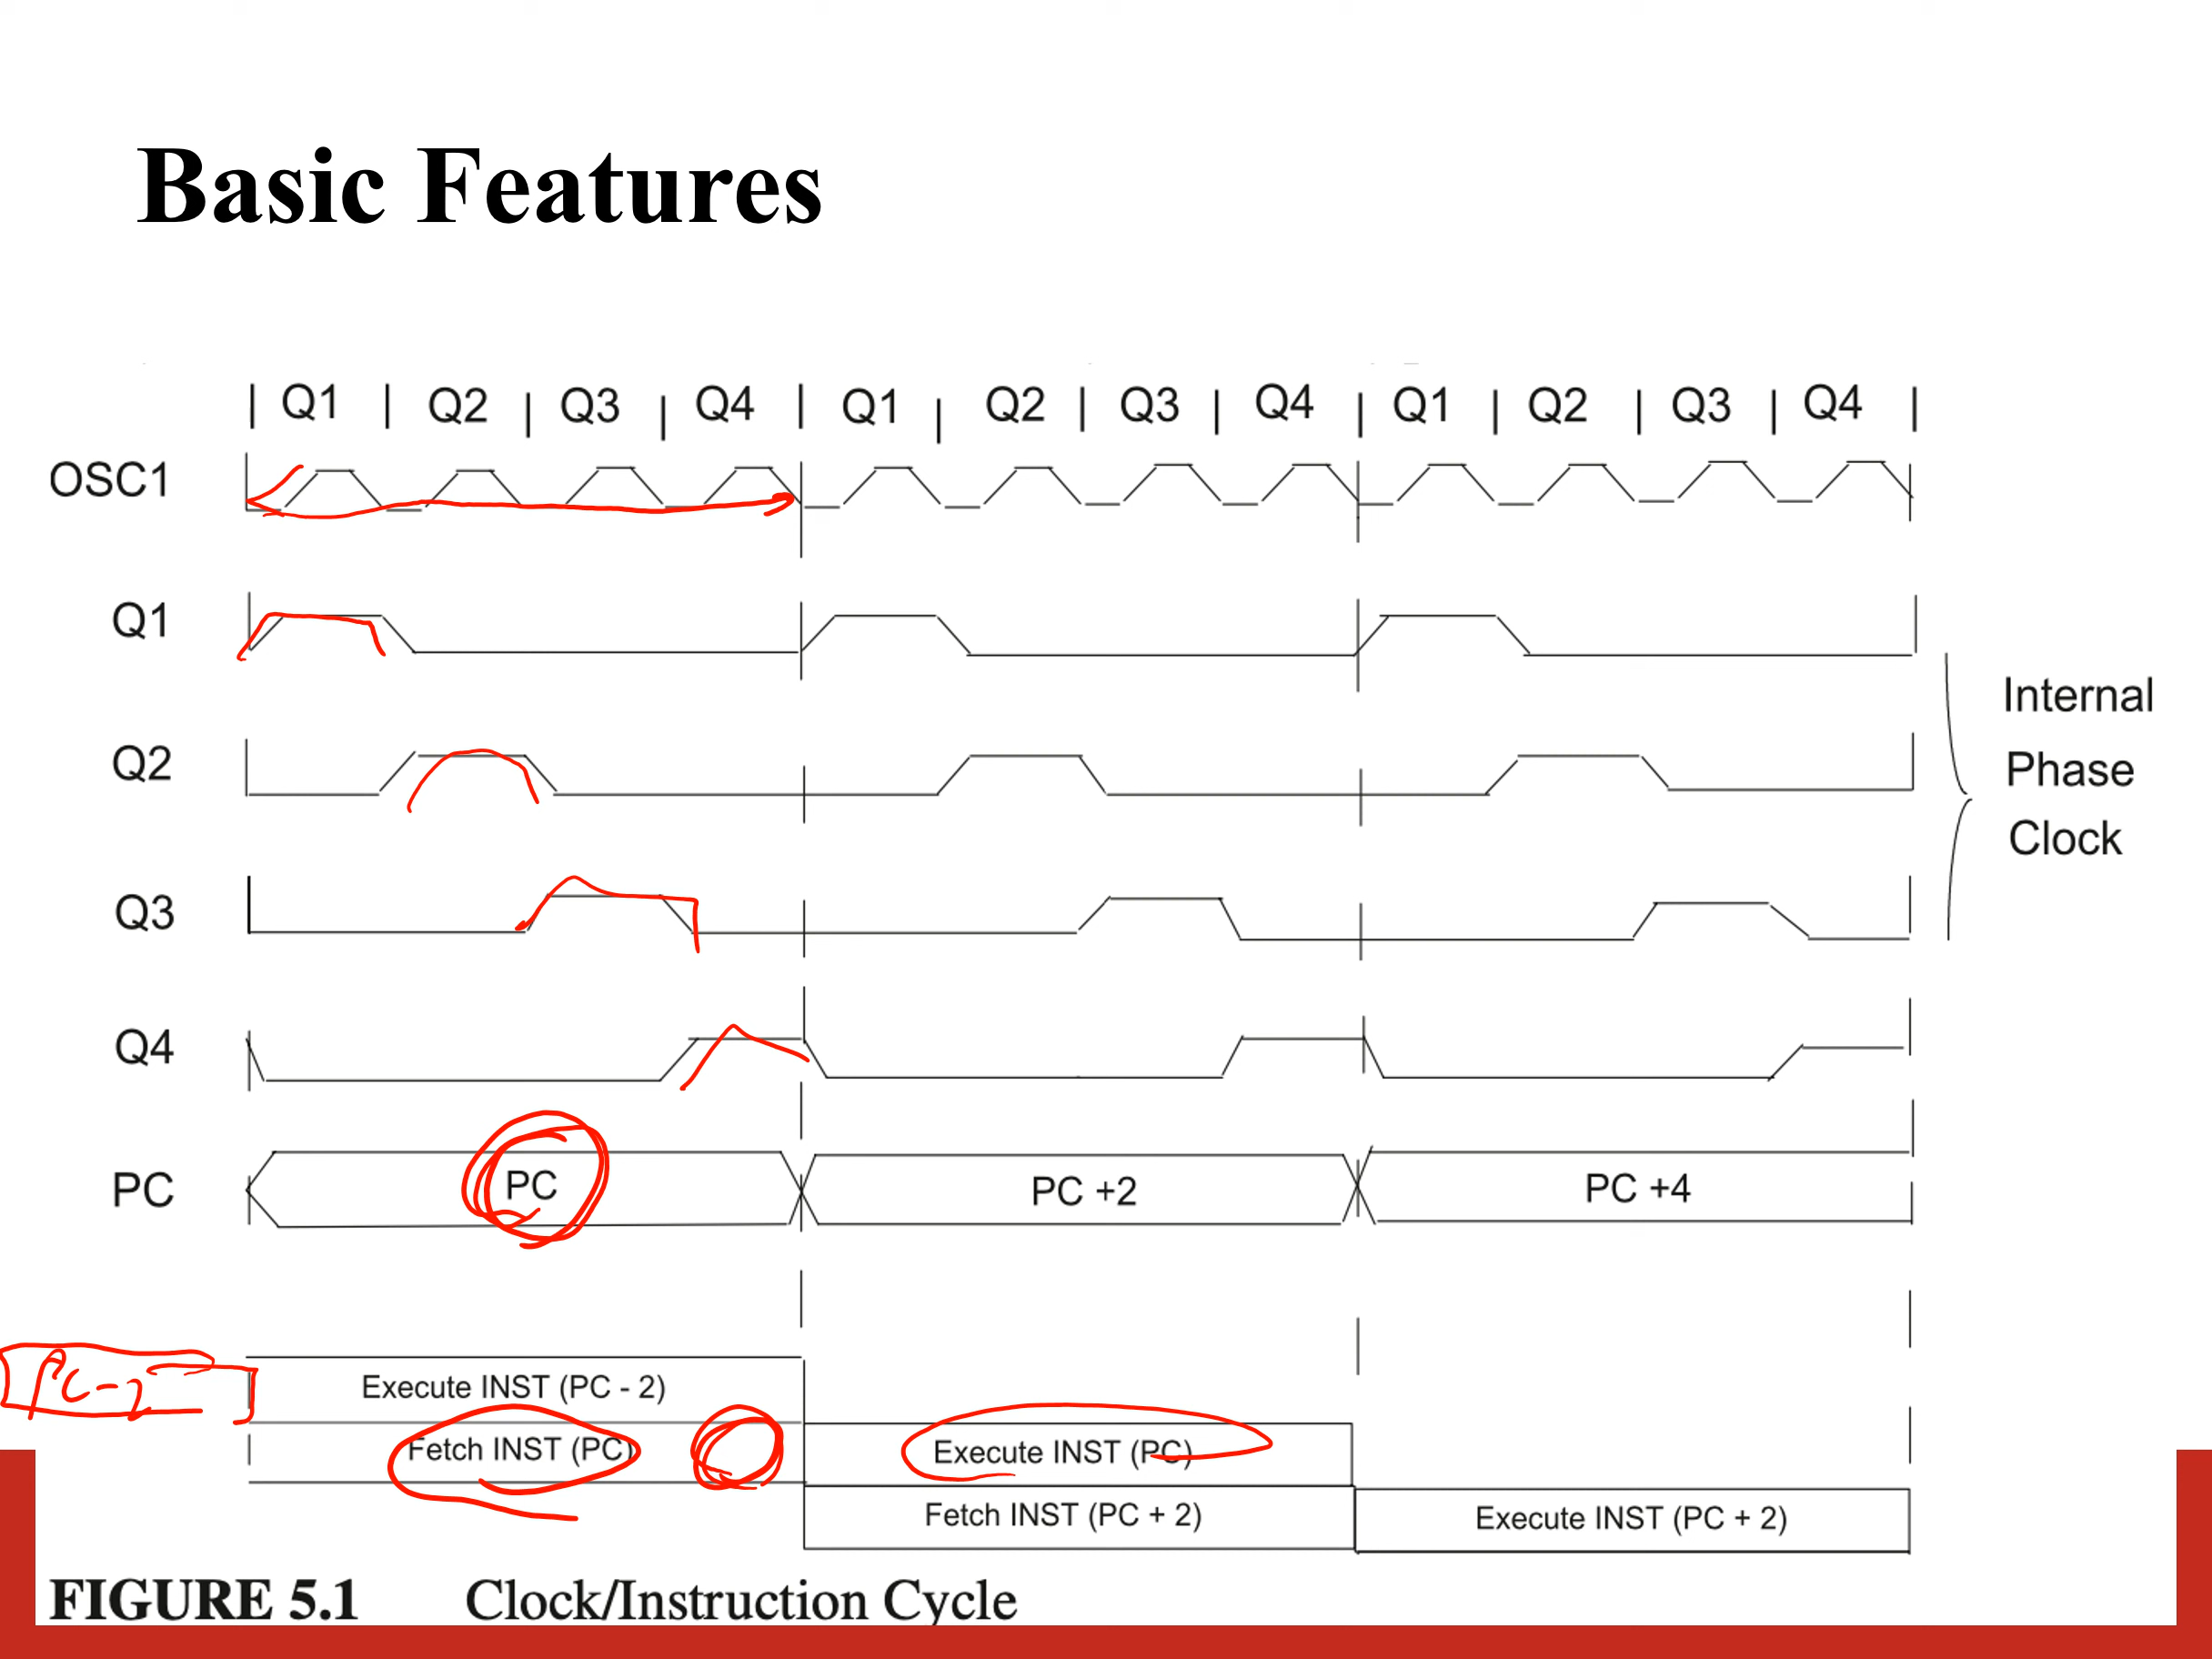 Basic Features
| Q1 | Q2 | Q3 | Q4 | Q1 | Q2 | Q3 | Q4 | Q1 | Q2 | Q3 | Q4 |
OSC1
Q1
Internal
Q2
Phase
Clock
Q3
Q4
PC PC PC +2 PC +4
PC-2
Execute INST (PC - 2)
Fetch INST (PC) Execute INST (PC)
Fetch INST (PC + 2) Execute INST (PC + 2)
FIGURE 5.1 Clock/Instruction Cycle